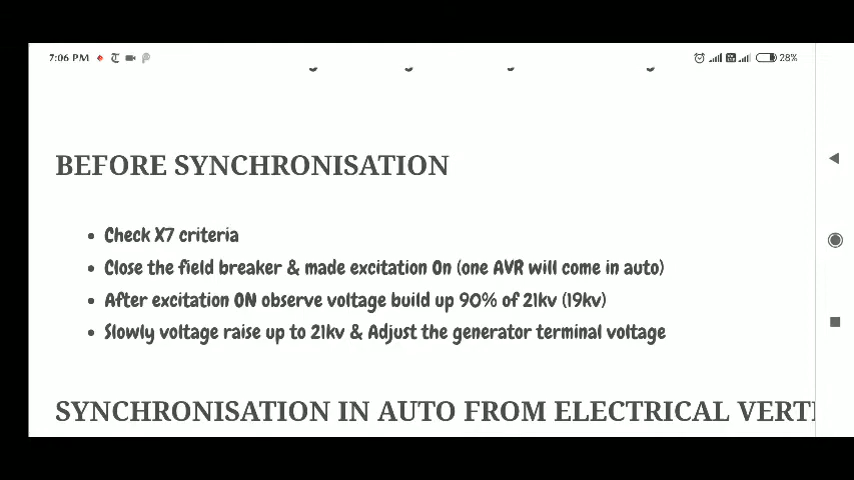 7:06 PM
28%
BEFORE SYNCHRONISATION
• Check X7 criteria
• Close the field breaker & made excitation On (one AVR will come in auto)
• After excitation ON observe voltage build up 90% of 21kv (19kv)
• Slowly voltage raise up to 21kv & Adjust the generator terminal voltage
SYNCHRONISATION IN AUTO FROM ELECTRICAL